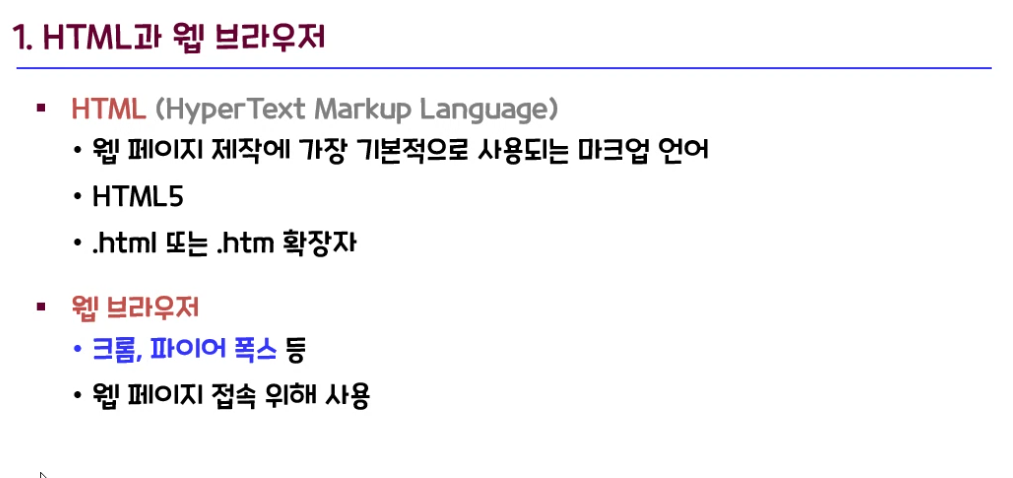 1. HTML과 웹 브라우저
▪ HTML (HyperText Markup Language)
• 웹 페이지 제작에 가장 기본적으로 사용되는 마크업 언어
• HTML5
• .html 또는 .htm 확장자
▪ 웹 브라우저
• 크롬, 파이어 폭스 등
• 웹 페이지 접속 위해 사용